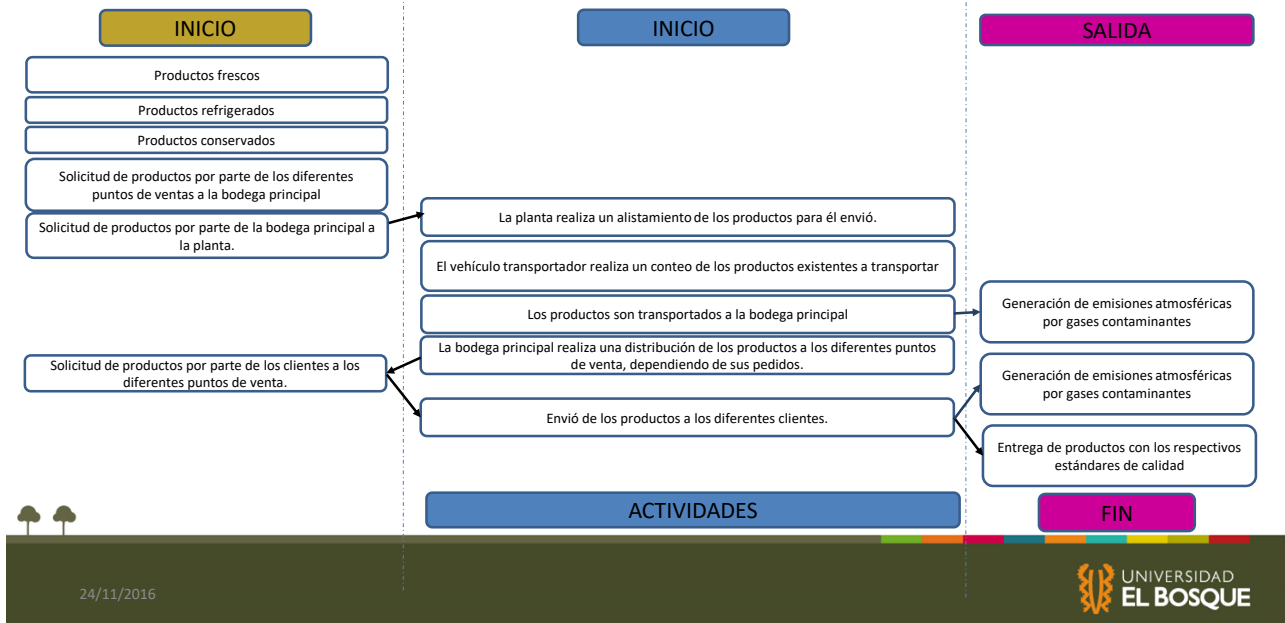 INICIO
INICIO
SALIDA
Productos frescos
Productos refrigerados
Productos conservados
Solicitud de productos por parte de los diferentes
puntos de ventas a la bodega principal
Solicitud de productos por parte de la bodega principal a
la planta.
La planta realiza un alistamiento de los productos para él envió.
El vehículo transportador realiza un conteo de los productos existentes a transportar
Los productos son transportados a la bodega principal
Generación de emisiones atmosféricas
por gases contaminantes
La bodega principal realiza una distribución de los productos a los diferentes puntos
de venta, dependiendo de sus pedidos.
Solicitud de productos por parte de los clientes a los
diferentes puntos de venta.
Generación de emisiones atmosféricas
por gases contaminantes
Envió de los productos a los diferentes clientes.
Entrega de productos con los respectivos
estándares de calidad
ACTIVIDADES
FIN
24/11/2016
UNIVERSIDAD
EL BOSQUE